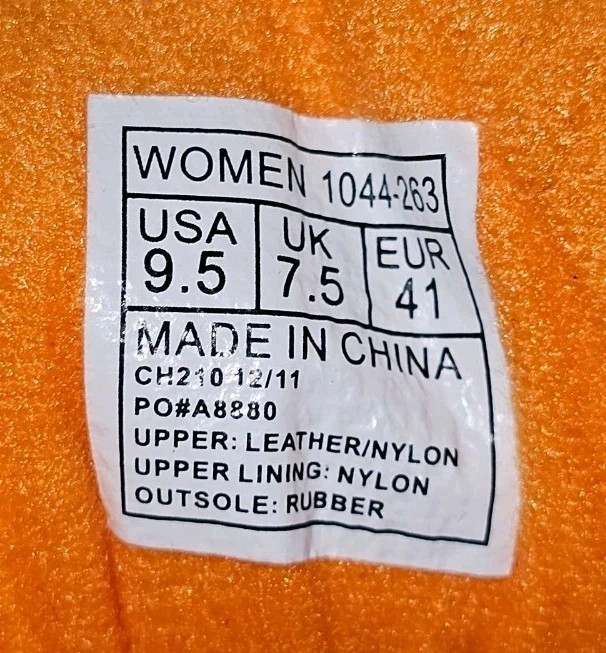 WOMEN 1044-263
USA UK EUR
9.5 7.5 41
MADE IN CHINA
CH210 12/11
PO#A8880
UPPER: LEATHER/NYLON
UPPER LINING: NYLON
OUTSOLE: RUBBER